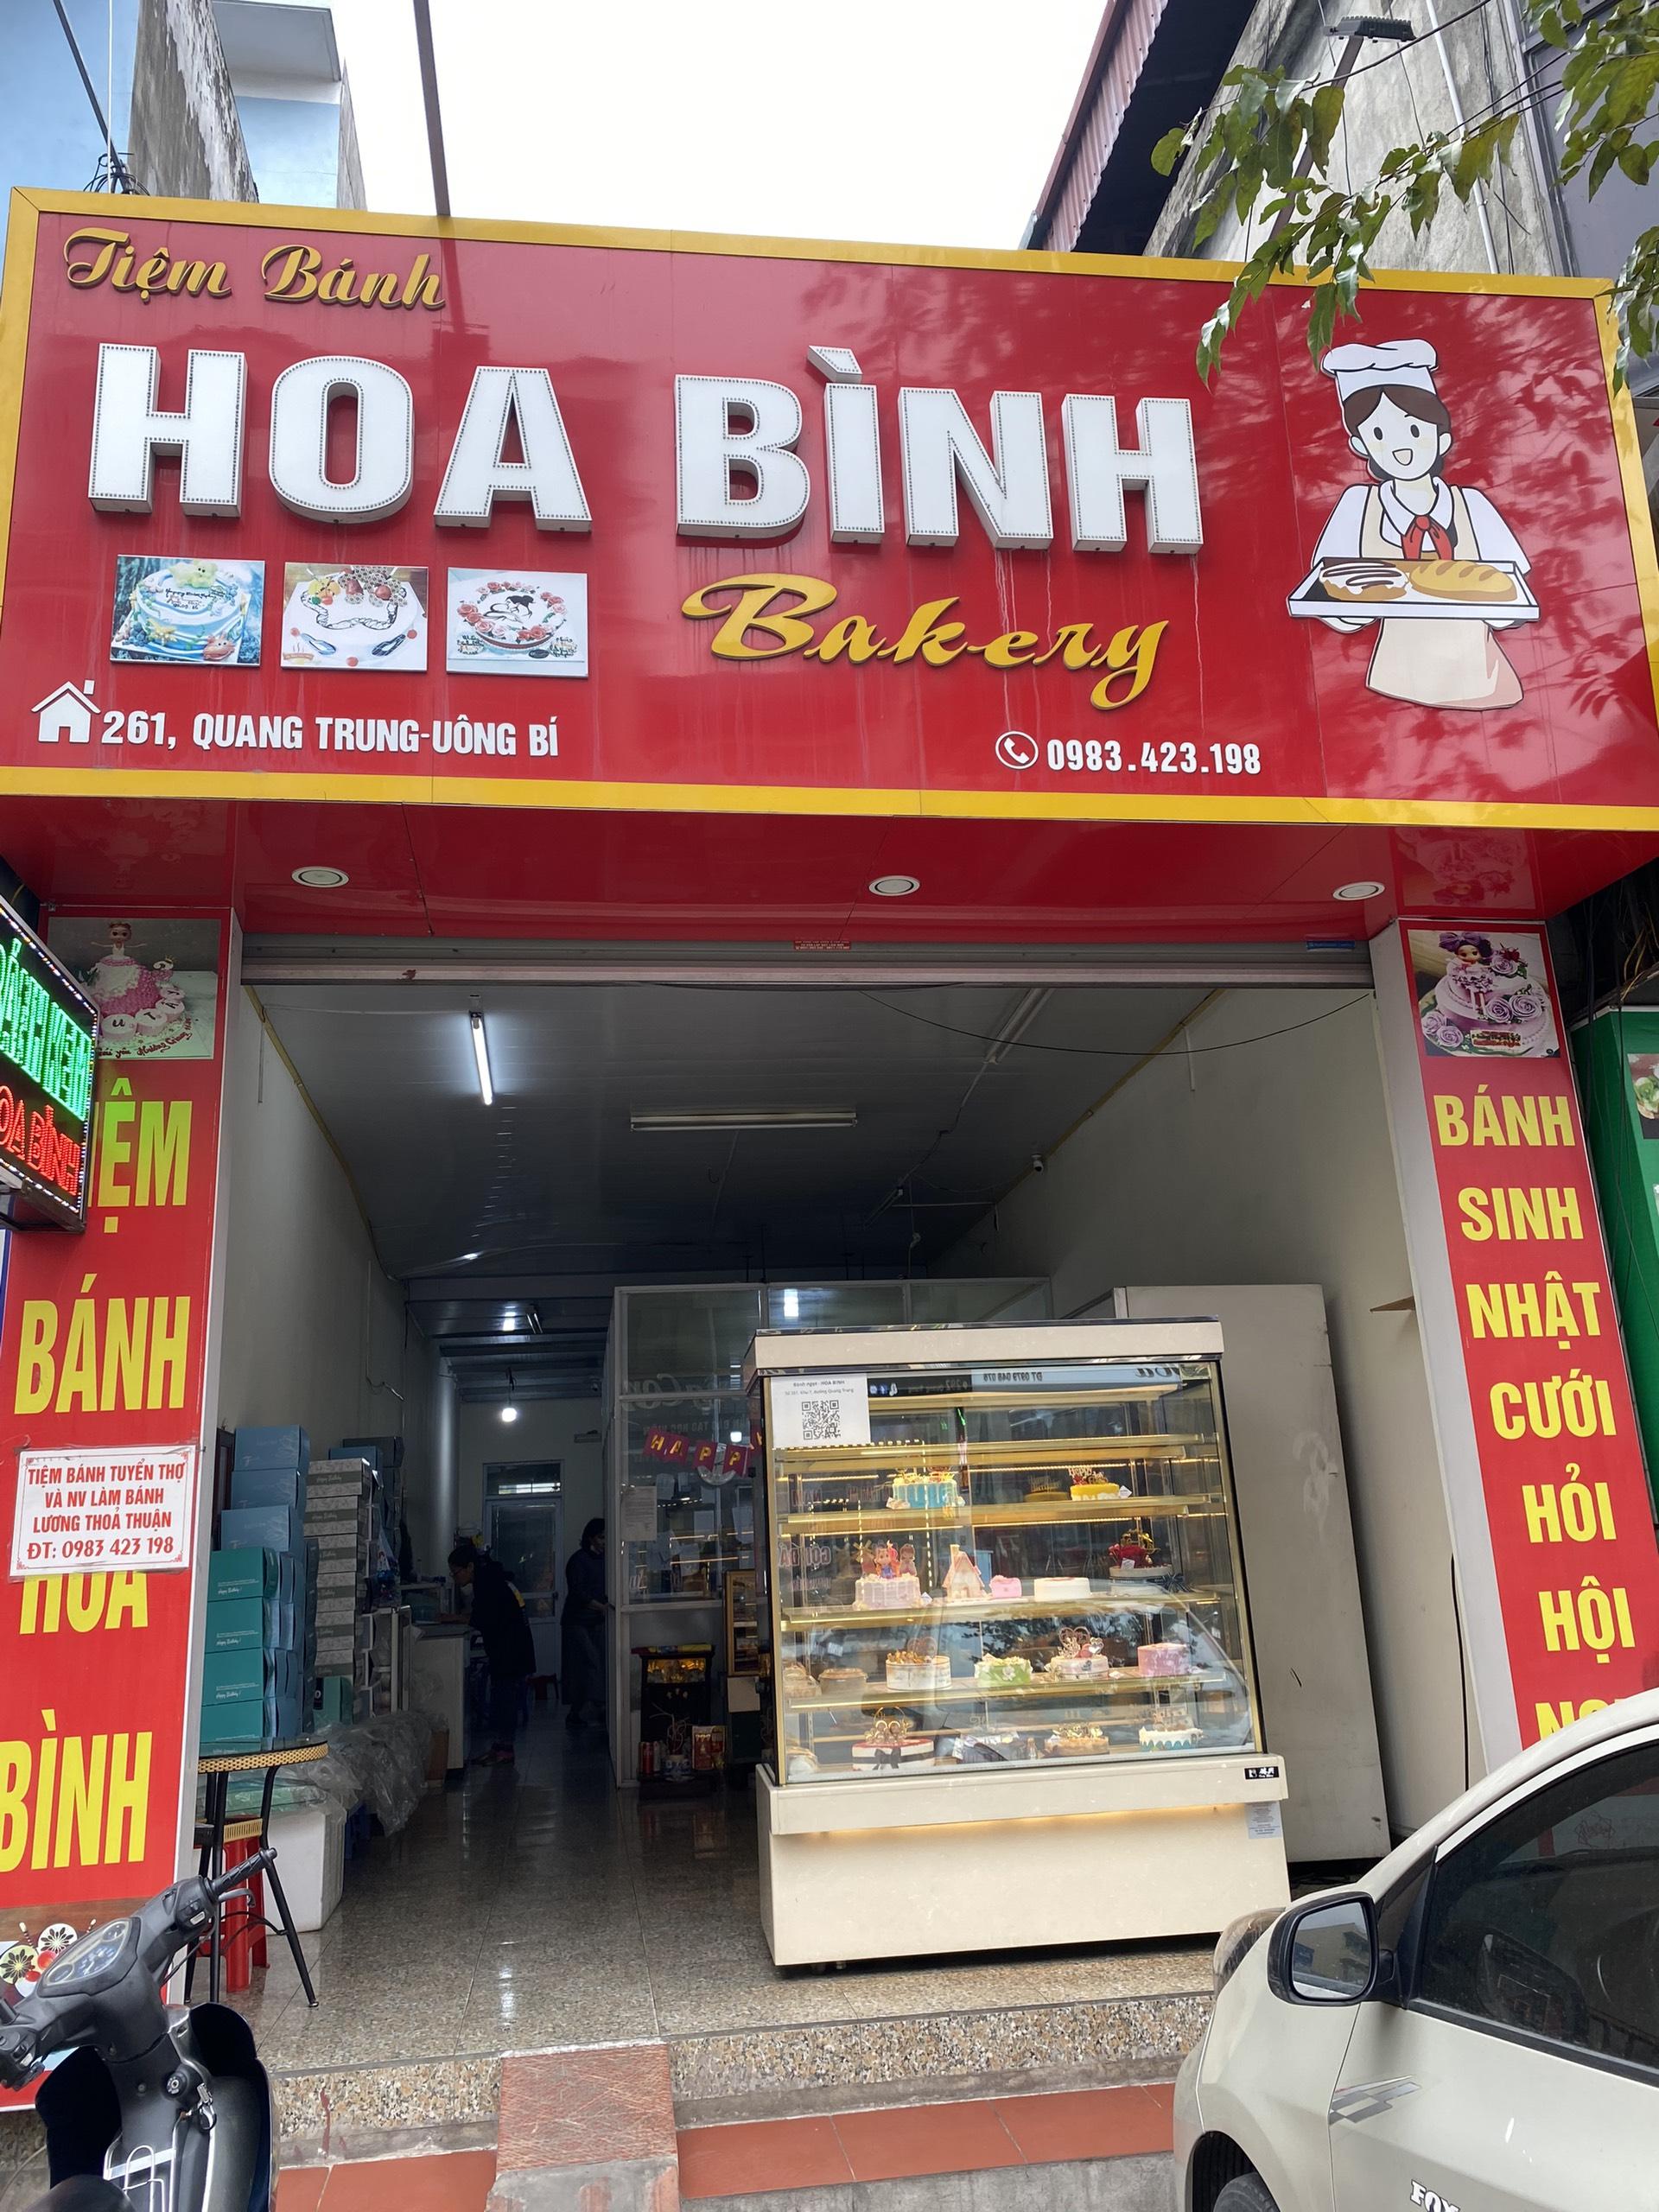 Tiệm Bánh
HOA BÌNH
Bakery
261, QUANG TRUNG-UÔNG BÍ
0983.423.198
BÁNH
HOA
BÌNH
TIỆM BÁNH TUYỂN THỢ
VÀ NV LÀM BÁNH
LƯƠNG THOẢ THUẬN
ĐT: 0983 423 198
HAPPY
BÁNH
SINH
NHẬT
CƯỚI
HỎI
HỘI